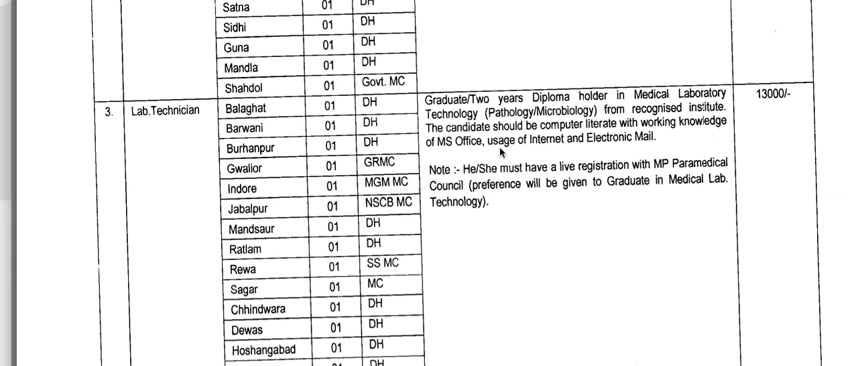 Satna 01 DH
Sidhi 01 DH
Guna 01 DH
Mandla 01 DH
Shahdol 01 Govt. MC
3. Lab.Technician Balaghat 01 DH Graduate/Two years Diploma holder in Medical Laboratory 13000/-
Technology (Pathology/Microbiology) from recognised institute.
Barwani 01 DH The candidate should be computer literate with working knowledge
Burhanpur 01 DH of MS Office, usage of Internet and Electronic Mail.
Gwalior 01 GRMC Note :- He/She must have a live registration with MP Paramedical
Indore 01 MGM MC Council (preference will be given to Graduate in Medical Lab.
Jabalpur 01 NSCB MC Technology).
Mandsaur 01 DH
Ratlam 01 DH
Rewa 01 SS MC
Sagar 01 MC
Chhindwara 01 DH
Dewas 01 DH
Hoshangabad 01 DH
01 DH